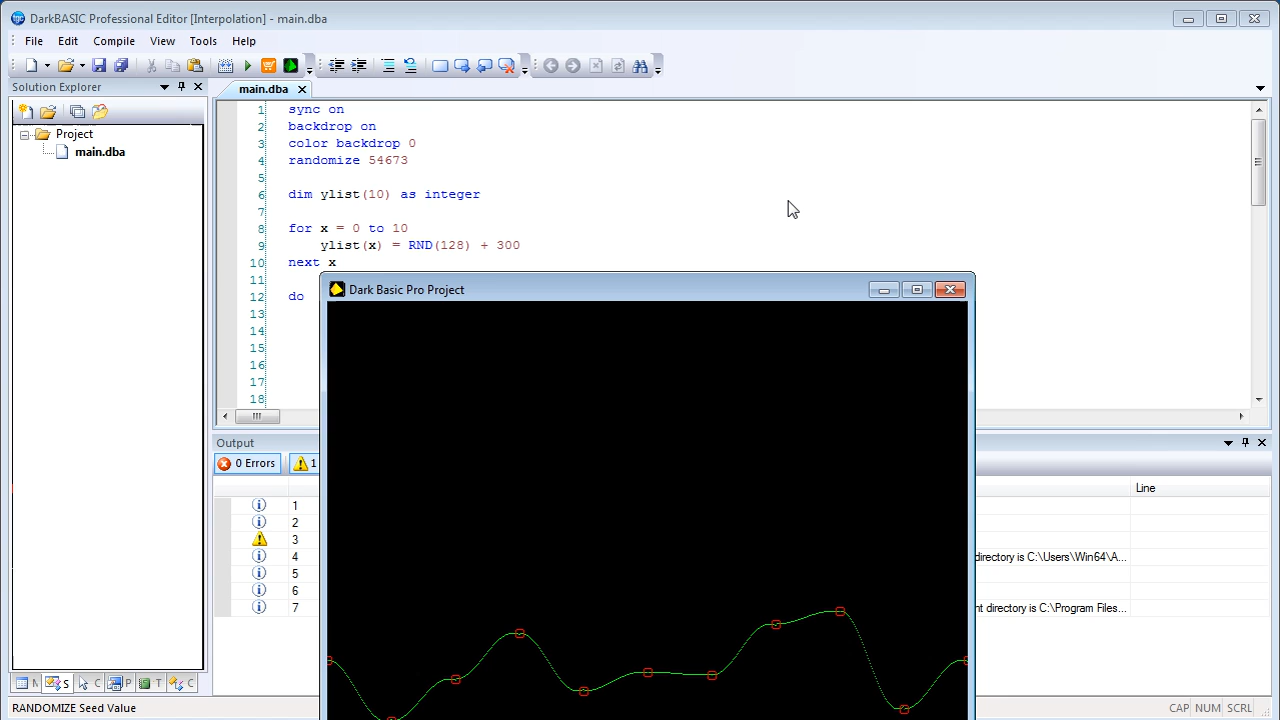 DarkBASIC Professional Editor [Interpolation] - main.dba
File Edit Compile View Tools Help
Solution Explorer
main.dba
Project
main.dba
1 sync on
2 backdrop on
3 color backdrop 0
4 randomize 54673
5
6 dim ylist(10) as integer
7
8 for x = 0 to 10
9 ylist(x) = RND(128) + 300
10 next x
11
12 do
13
14
15
16
17
18
Dark Basic Pro Project
Output
0 Errors 1
Line
1
2
3
4 directory is C:\Users\Win64\A...
5
6
7 nt directory is C:\Program Files...
S C P T C
RANDOMIZE Seed Value
CAP NUM SCRL